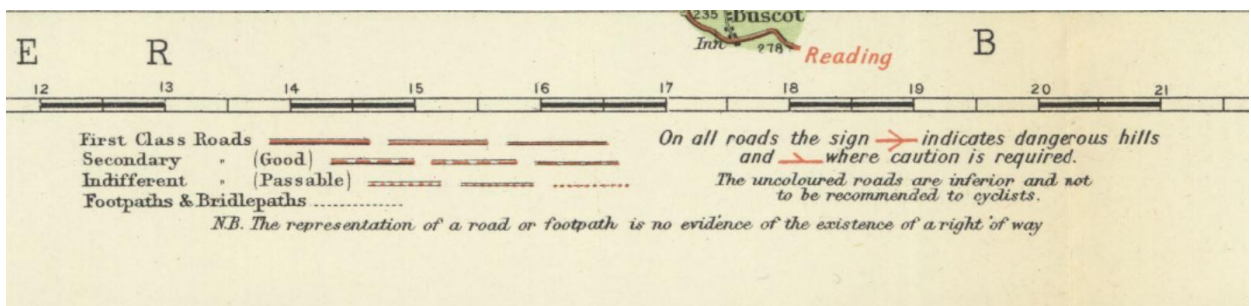 235 Buscot
Inn 278 Reading
E R B
12 13 14 15 16 17 18 19 20 21
First Class Roads
Secondary " (Good)
Indifferent " (Passable)
Footpaths & Bridlepaths
On all roads the sign indicates dangerous hills
and where caution is required.
The uncoloured roads are inferior and not
to be recommended to cyclists.
N.B. The representation of a road or footpath is no evidence of the existence of a right of way